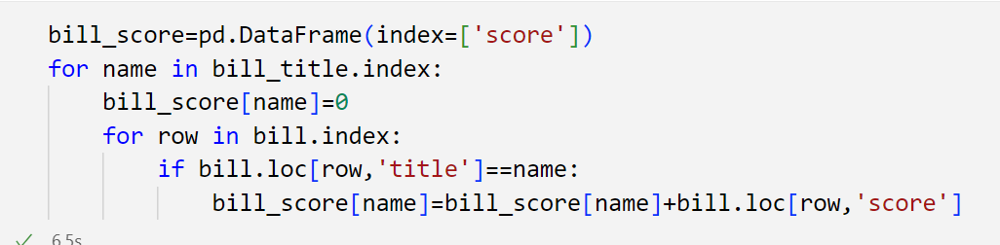 bill_score=pd.DataFrame(index=['score'])
for name in bill_title.index:
    bill_score[name]=0
    for row in bill.index:
        if bill.loc[row,'title']==name:
            bill_score[name]=bill_score[name]+bill.loc[row,'score']
6.5s